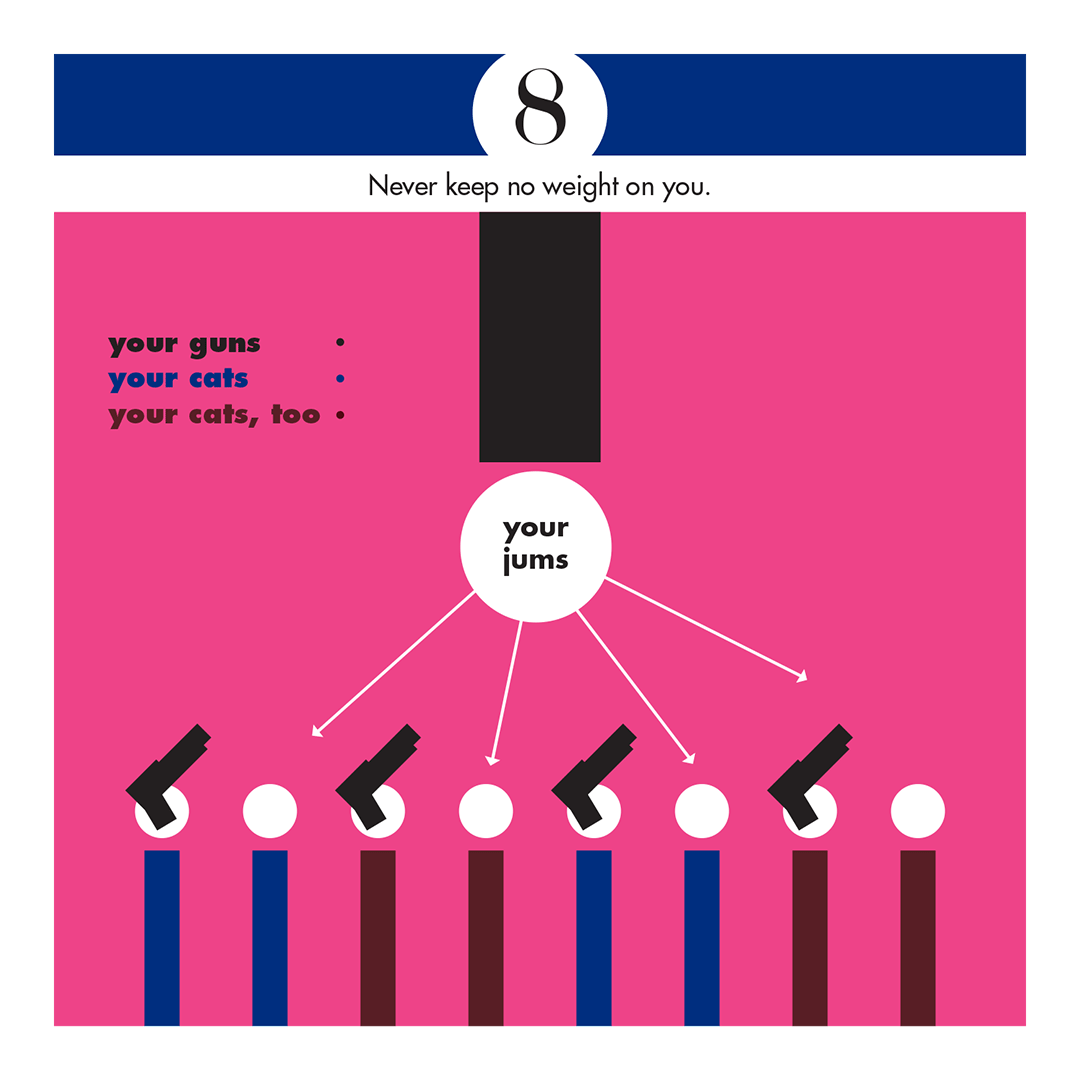 8
Never keep no weight on you.
your guns •
your cats •
your cats, too •
your
jums